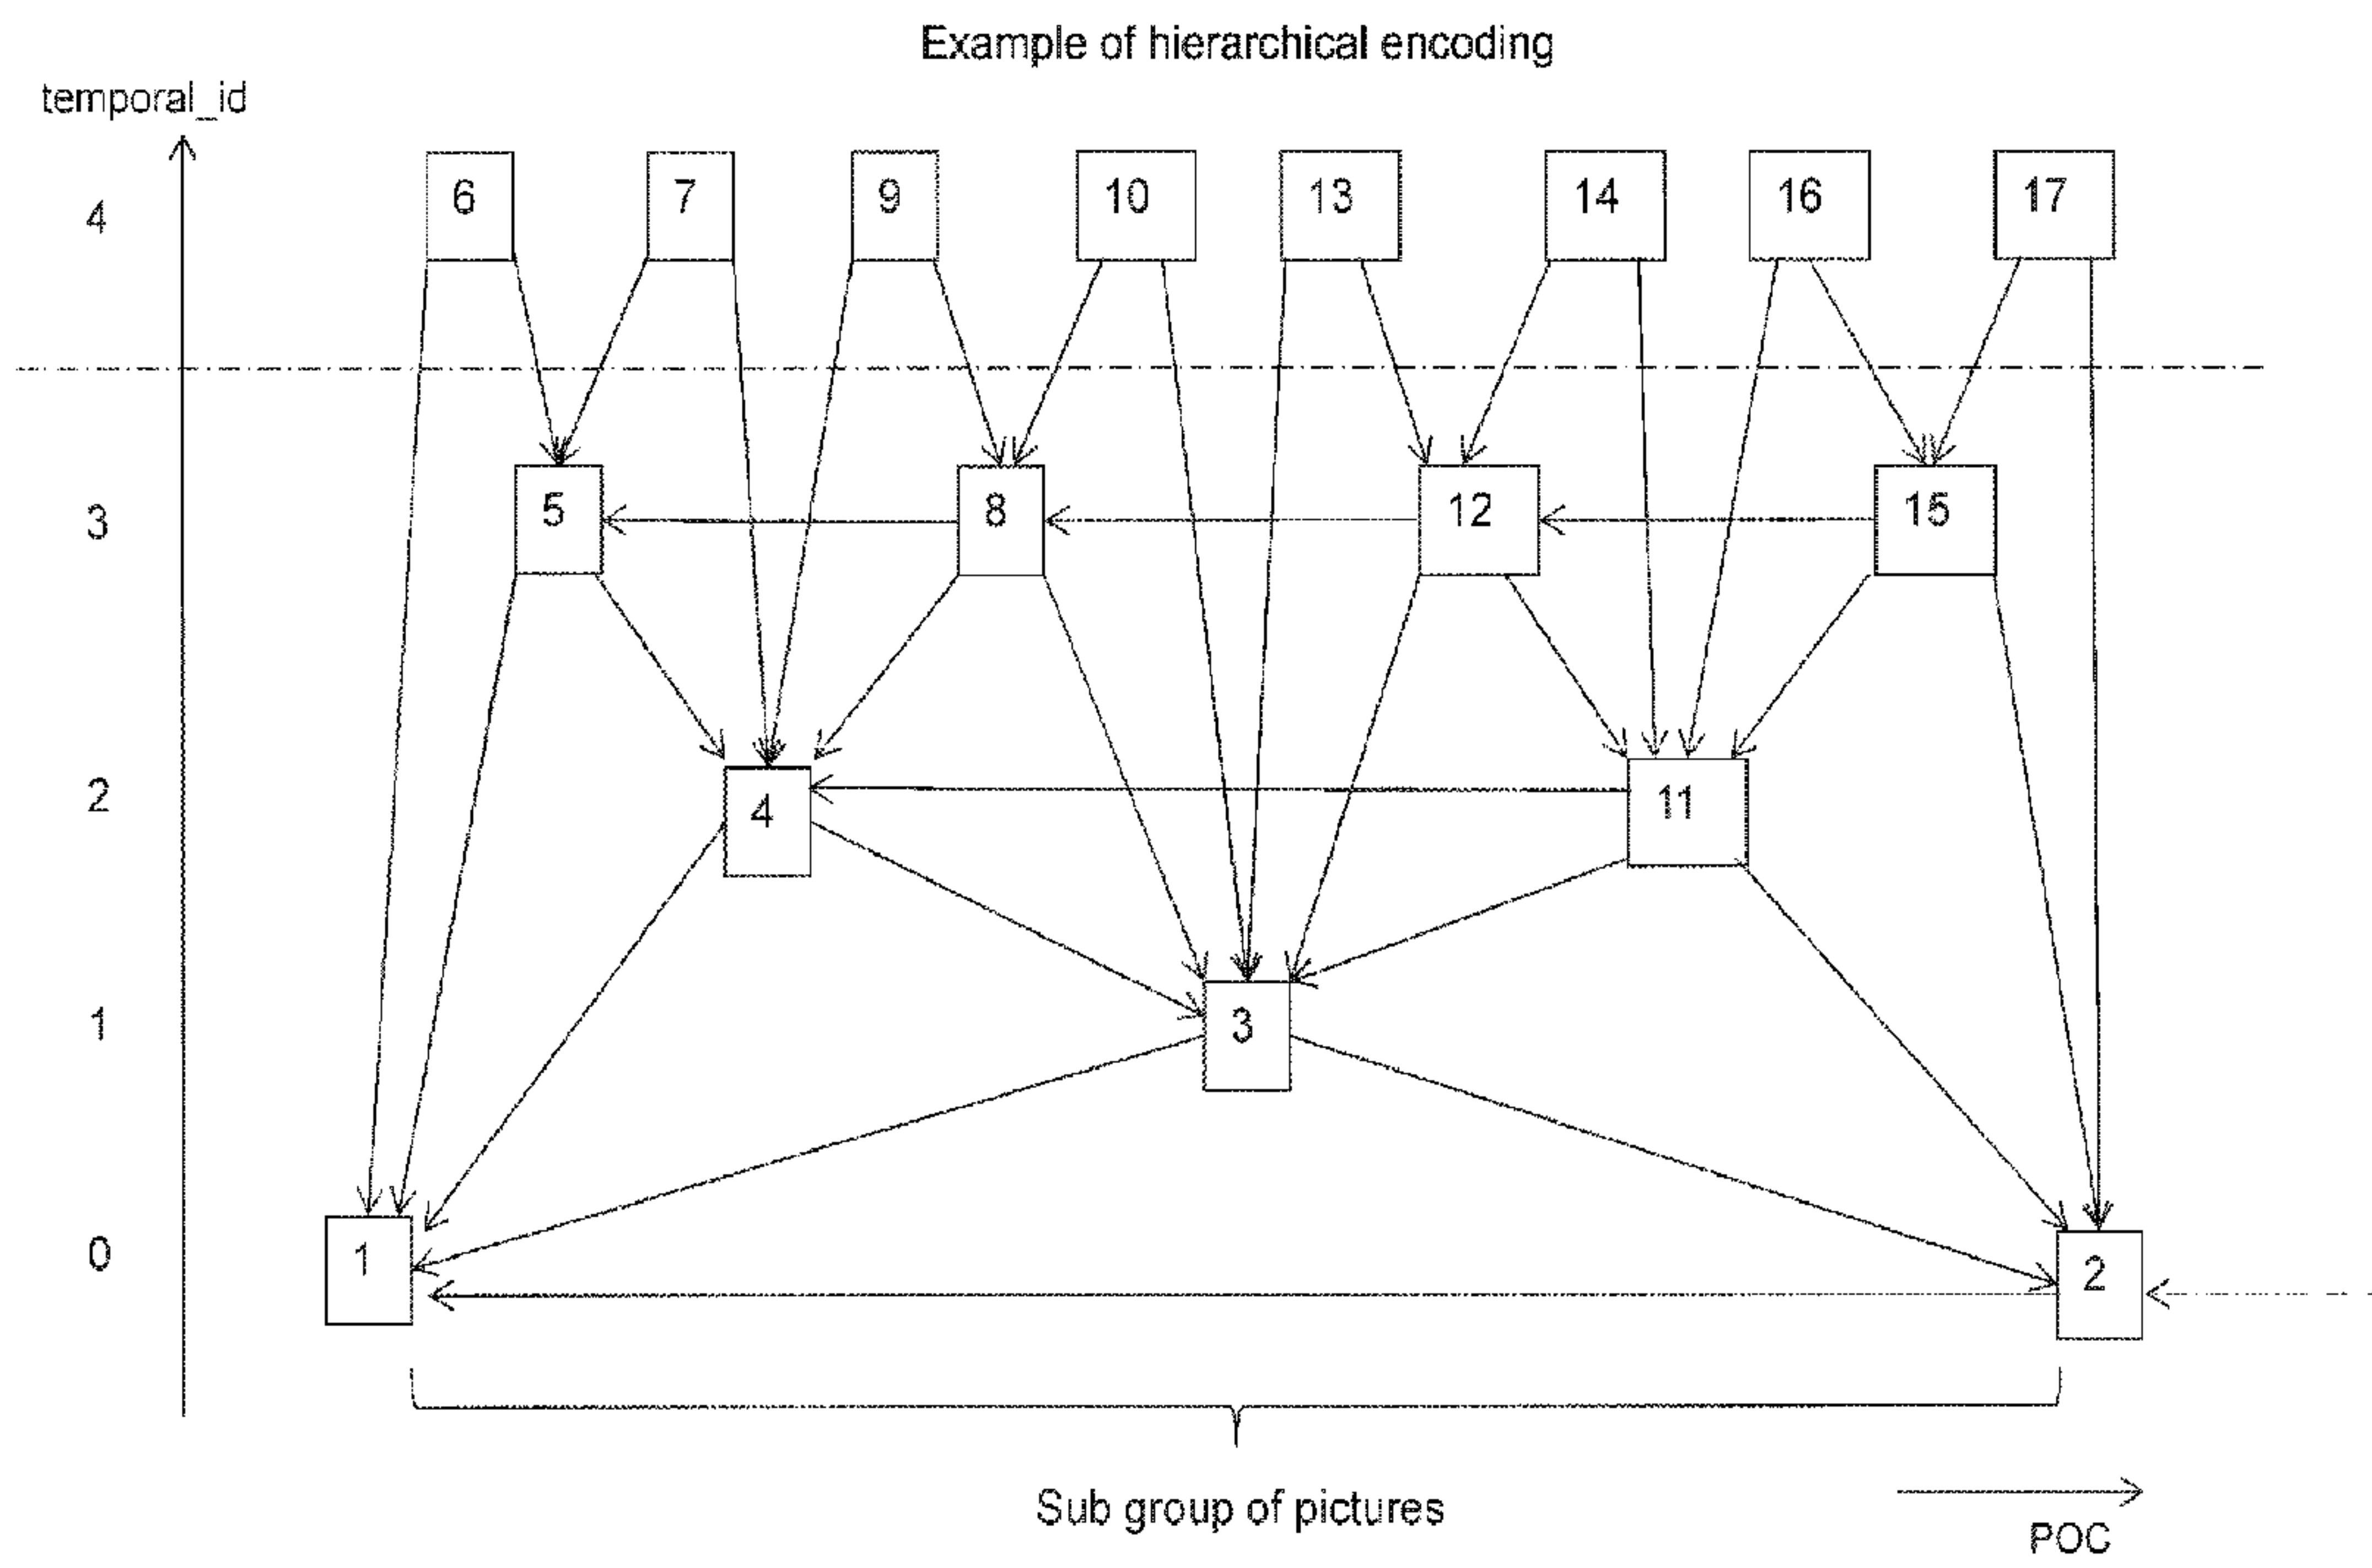 Example of hierarchical encoding
temporal_id
4 6 7 9 10 13 14 16 17
3 5 8 12 15
2 4 11
1 3
0 1 2
Sub group of pictures
POC